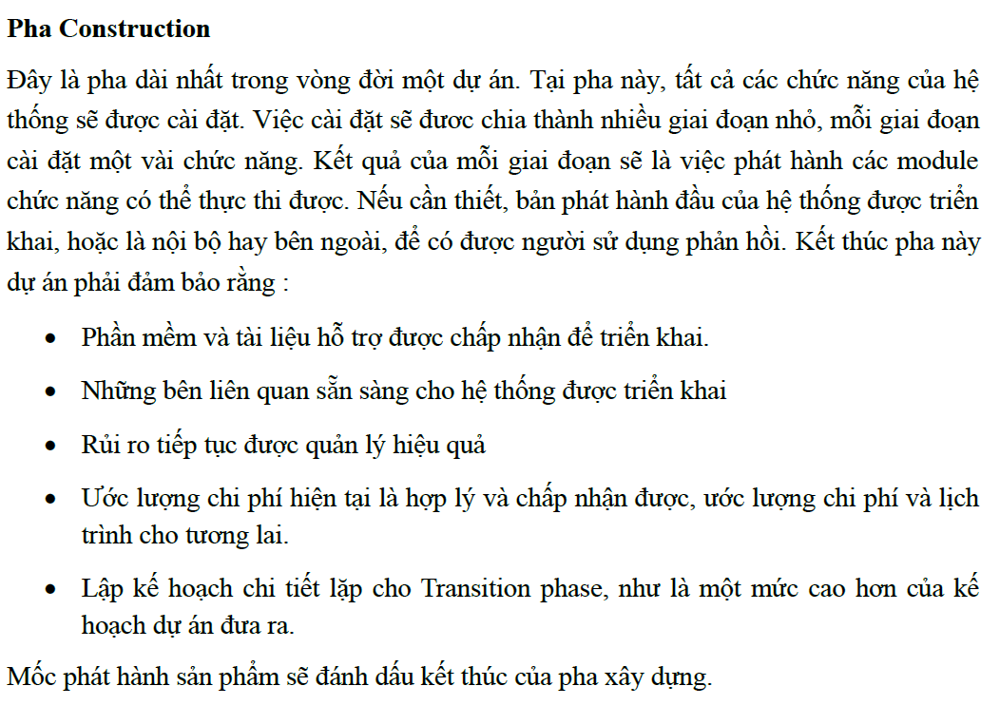 Pha Construction
Đây là pha dài nhất trong vòng đời một dự án. Tại pha này, tất cả các chức năng của hệ
thống sẽ được cài đặt. Việc cài đặt sẽ đươc chia thành nhiều giai đoạn nhỏ, mỗi giai đoạn
cài đặt một vài chức năng. Kết quả của mỗi giai đoạn sẽ là việc phát hành các module
chức năng có thể thực thi được. Nếu cần thiết, bản phát hành đầu của hệ thống được triển
khai, hoặc là nội bộ hay bên ngoài, để có được người sử dụng phản hồi. Kết thúc pha này
dự án phải đảm bảo rằng :
• Phần mềm và tài liệu hỗ trợ được chấp nhận để triển khai.
• Những bên liên quan sẵn sàng cho hệ thống được triển khai
• Rủi ro tiếp tục được quản lý hiệu quả
• Ước lượng chi phí hiện tại là hợp lý và chấp nhận được, ước lượng chi phí và lịch
trình cho tương lai.
• Lập kế hoạch chi tiết lặp cho Transition phase, như là một mức cao hơn của kế
hoạch dự án đưa ra.
Mốc phát hành sản phẩm sẽ đánh dấu kết thúc của pha xây dựng.